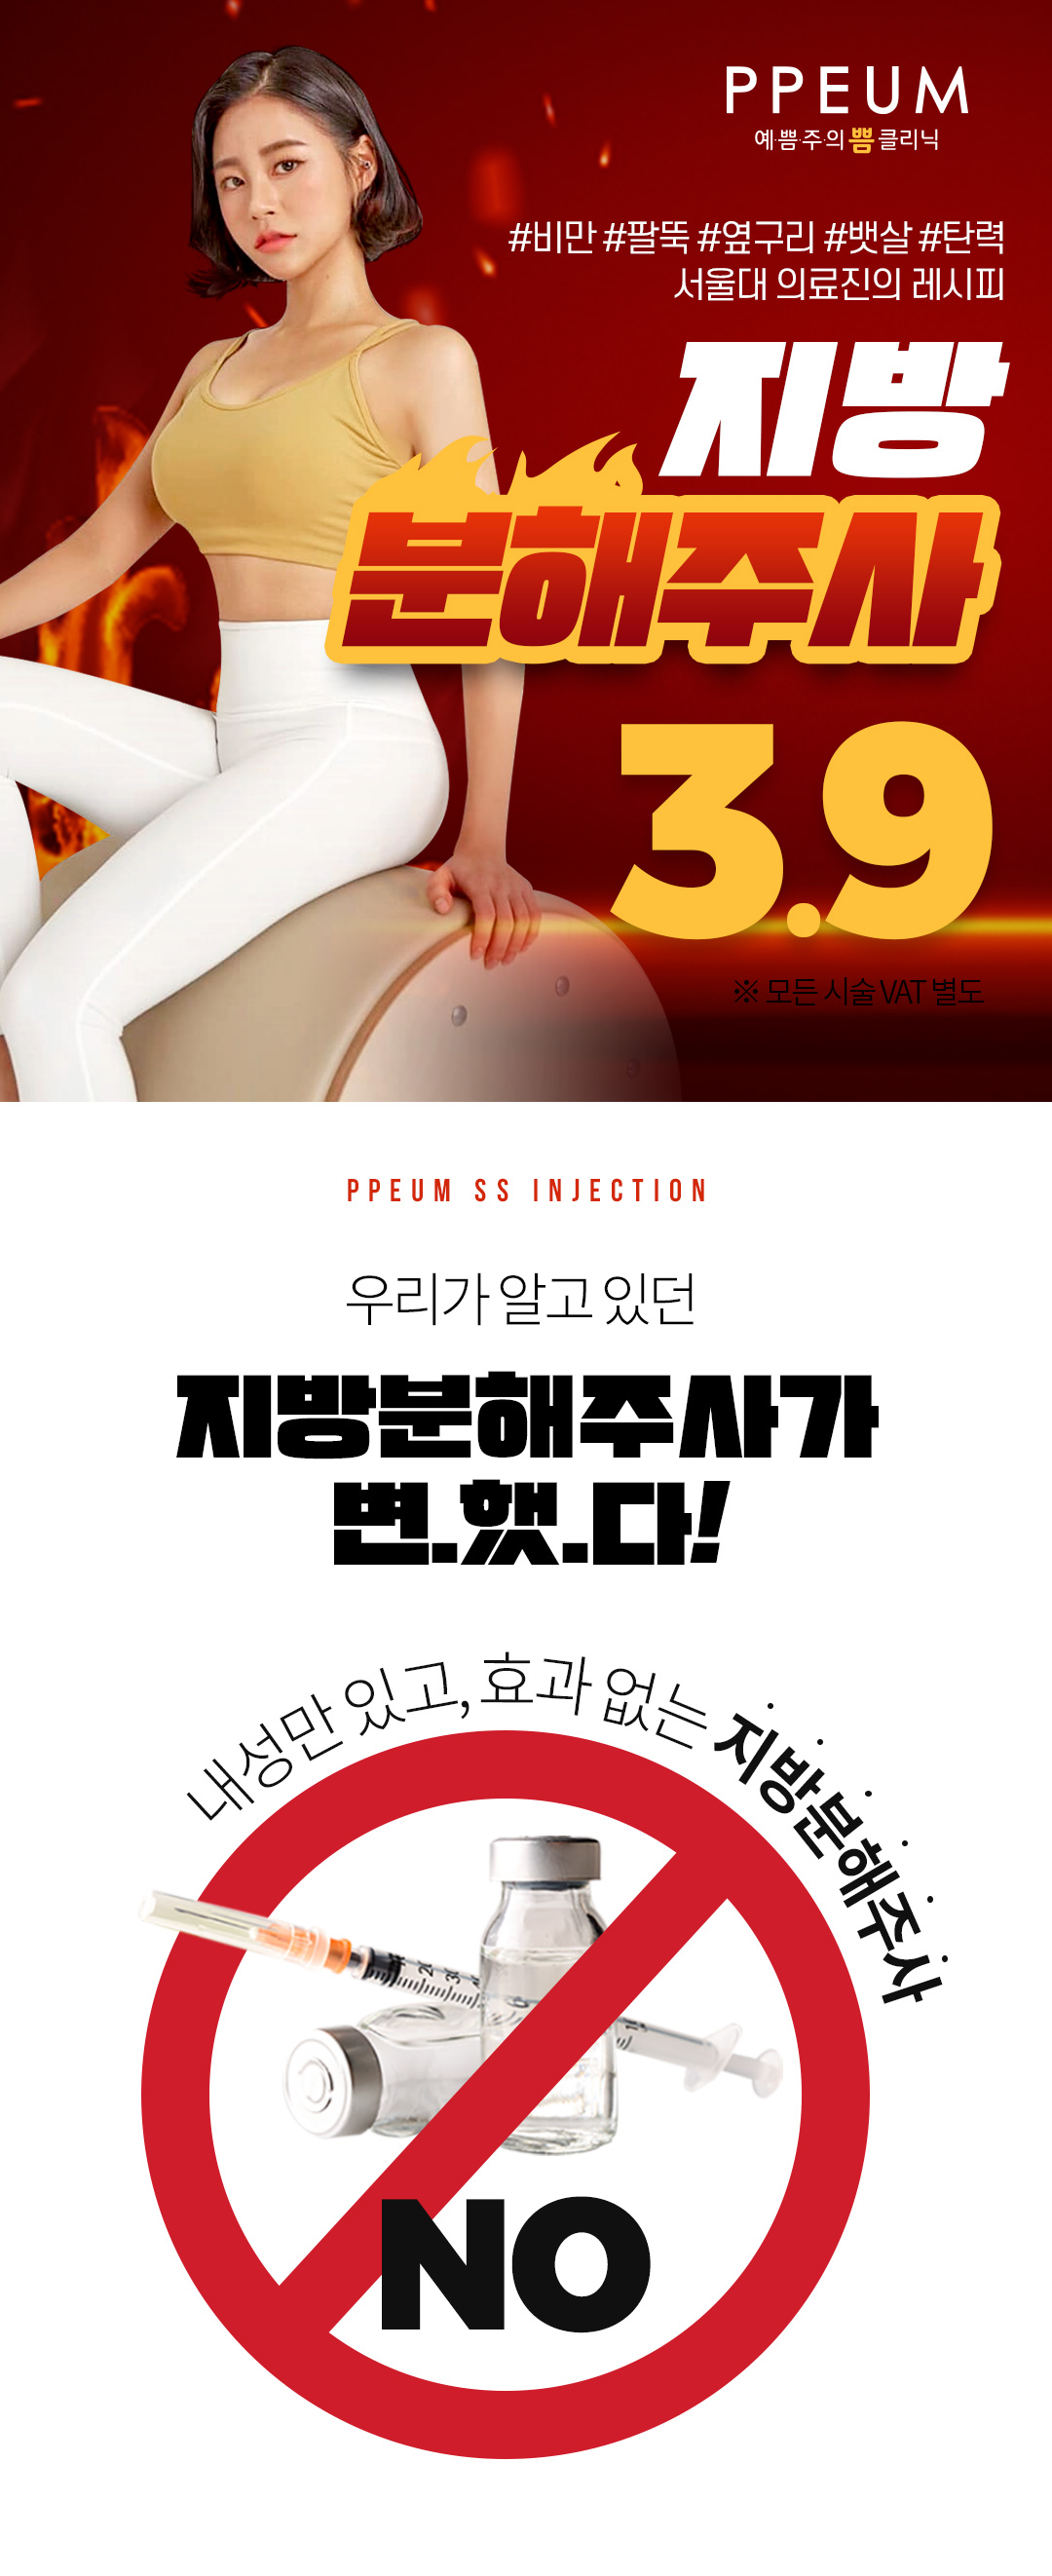 PPEUM
예·쁨·주·의 쁨 클리닉
#비만 #팔뚝 #옆구리 #뱃살 #탄력
서울대 의료진의 레시피
지방
분해주사
3.9
※ 모든 시술 VAT 별도
PPEUM SS INJECTION
우리가 알고 있던
지방분해주사가
변.했.다!
내성만 있고, 효과 없는 지방분해주사
NO